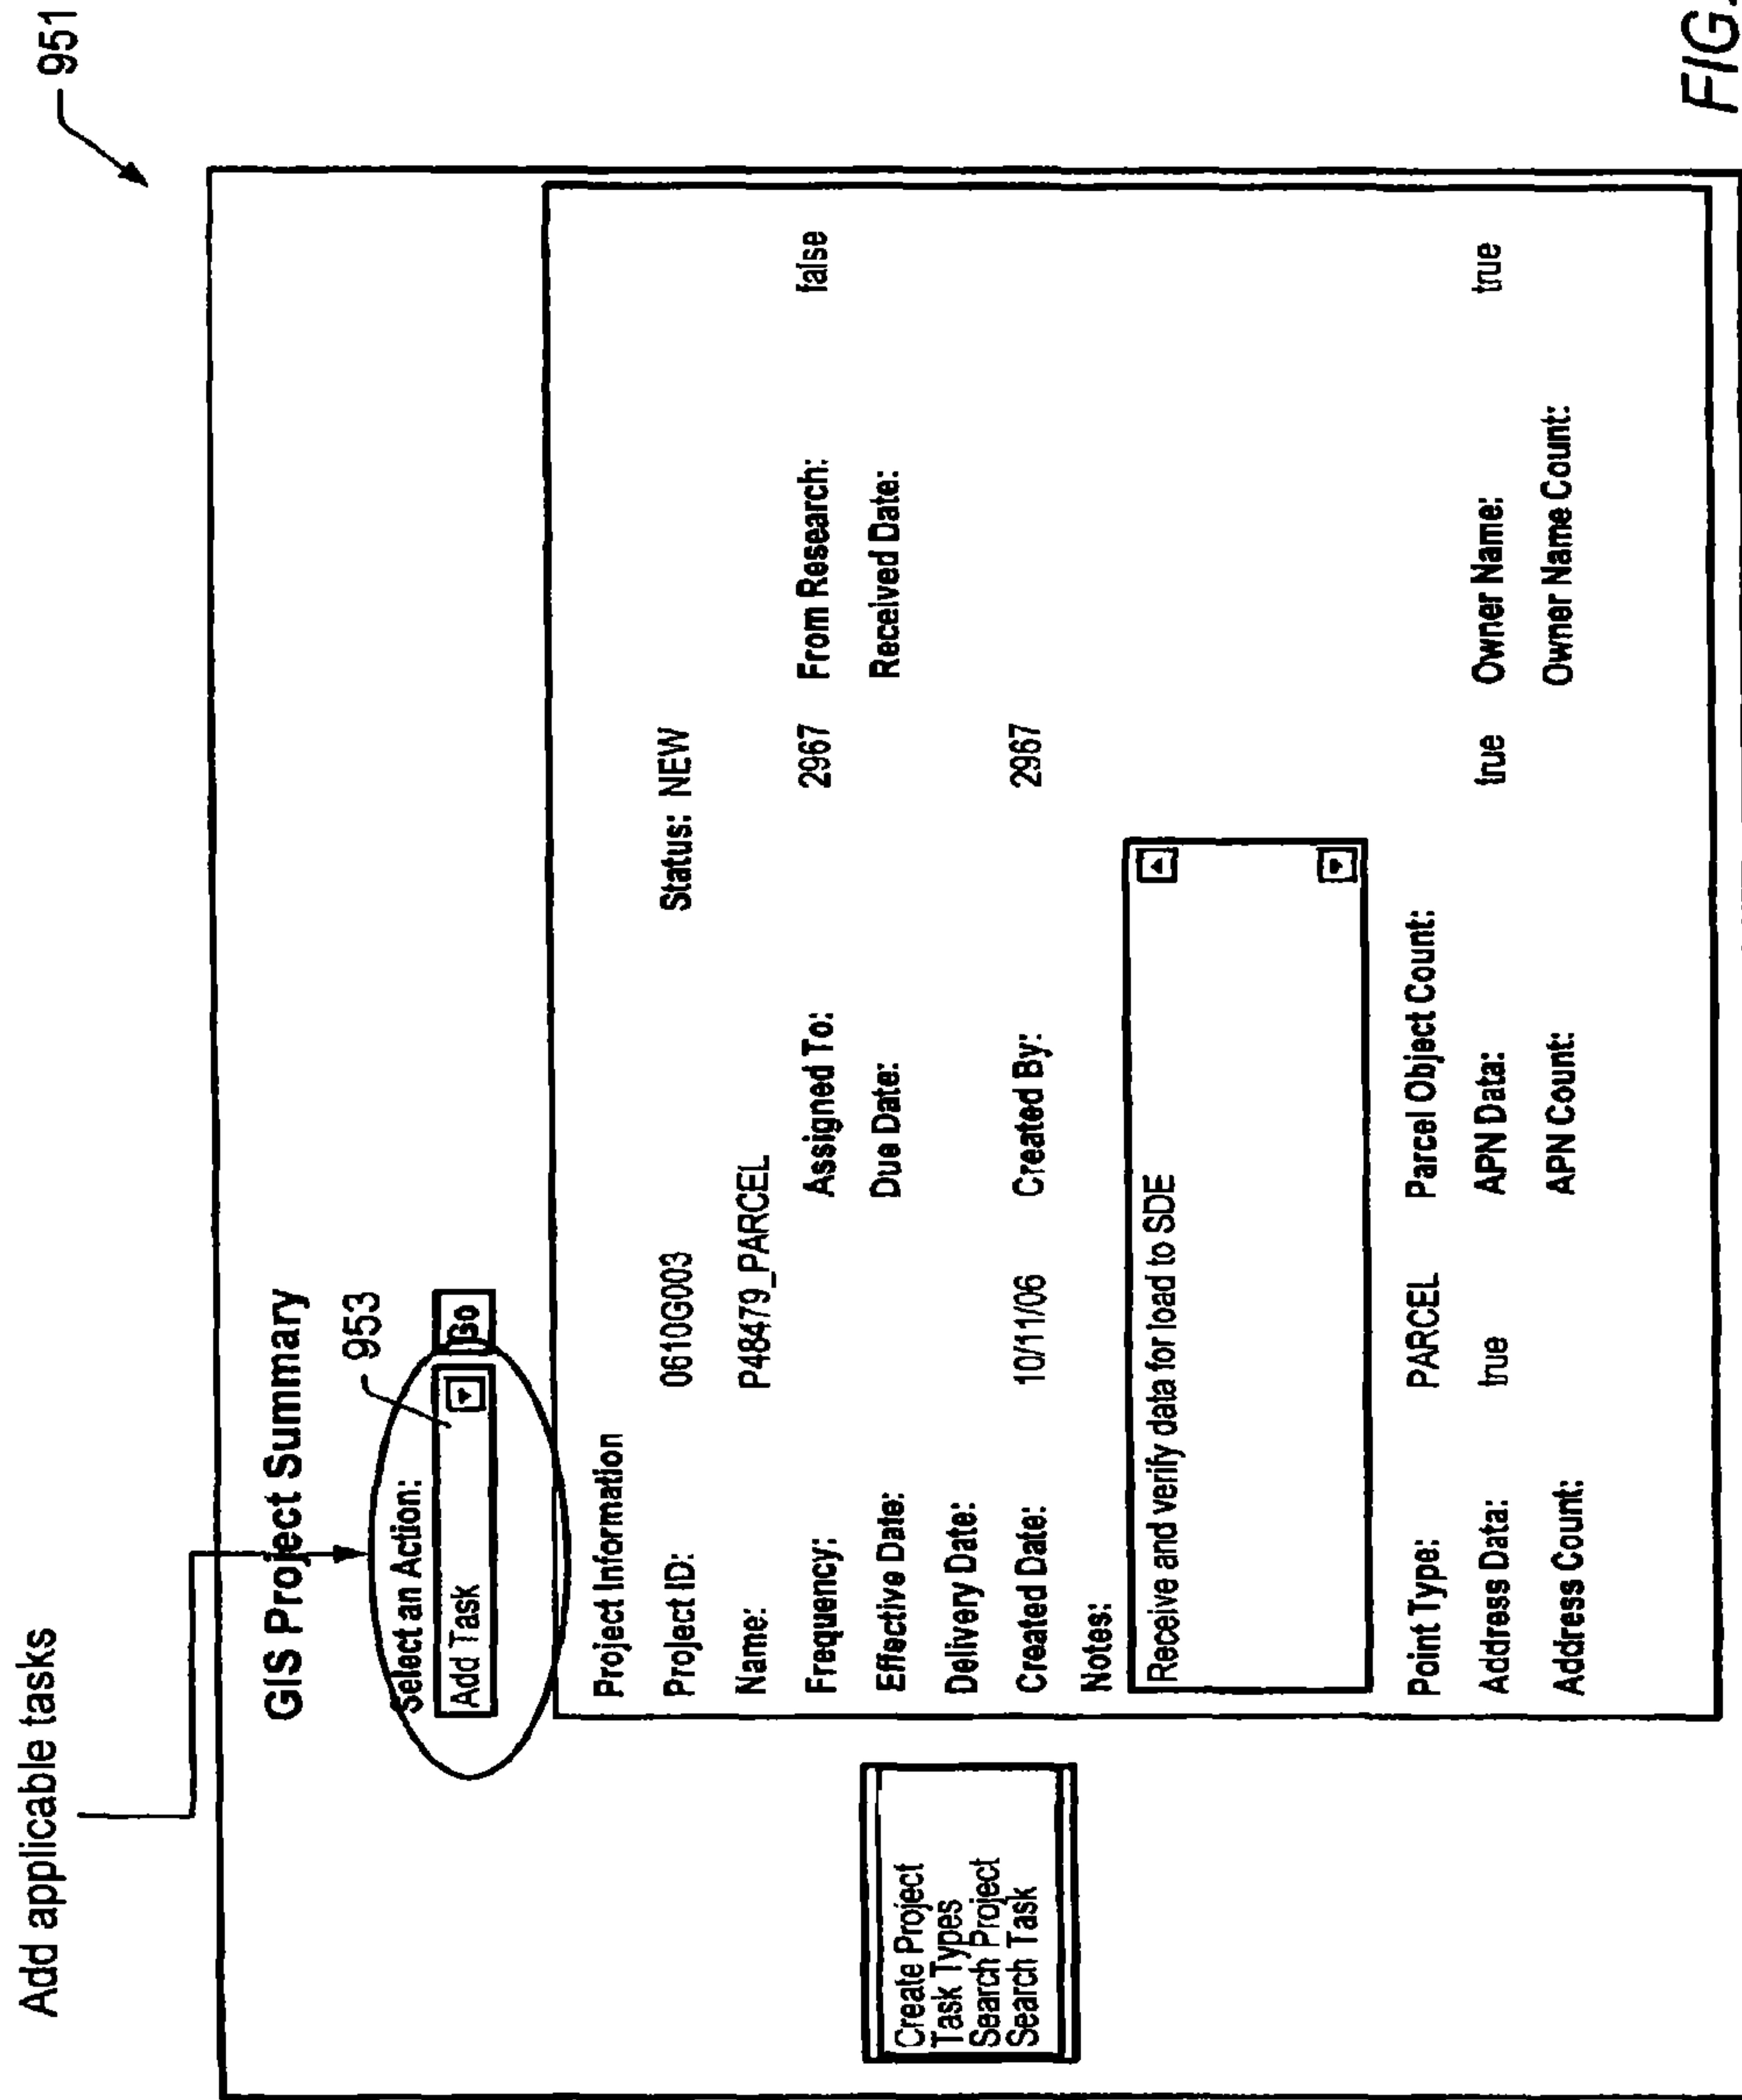 Add applicable tasks
951
GIS Project Summary
Select an Action:
953
Add Task Go
Create Project
Task Types
Search Project
Search Task
Project Information
Project ID: 0610G003 Status: NEW
Name: P48479_PARCEL
Frequency: Assigned To: 2967 From Research: false
Effective Date: Due Date: Received Date:
Delivery Date:
Created Date: 10/11/06 Created By: 2967
Notes:
Receive and verify data for load to SDE
Point Type: PARCEL Parcel Object Count:
Address Data: true APN Data: true Owner Name: true
Address Count: APN Count: Owner Name Count:
FIG.